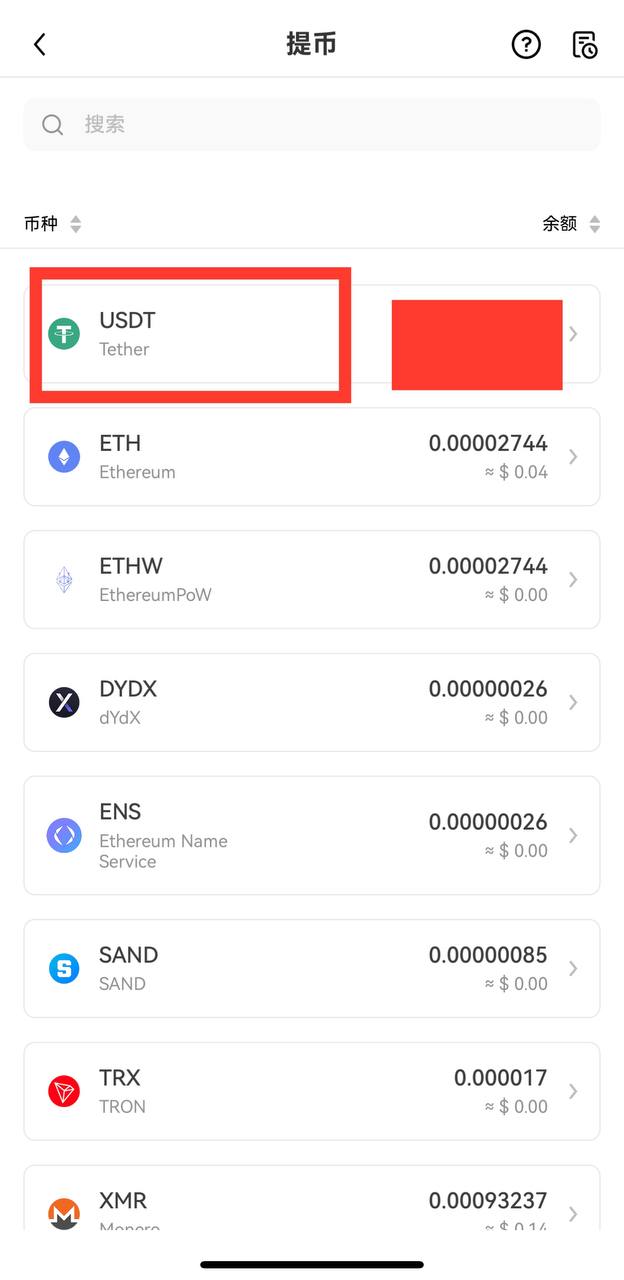 提币
搜索
币种
余额
USDT
Tether
ETH
0.00002744
Ethereum
≈ $ 0.04
ETHW
0.00002744
EthereumPoW
≈ $ 0.00
DYDX
0.00000026
dYdX
≈ $ 0.00
ENS
0.00000026
Ethereum Name
Service
≈ $ 0.00
SAND
0.00000085
SAND
≈ $ 0.00
TRX
0.000017
TRON
≈ $ 0.00
XMR
0.00093237
Monero
≈ $ 0.14